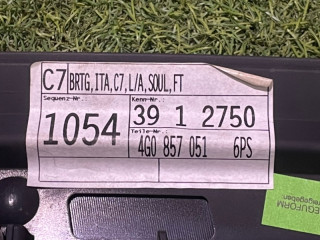 C7 BRTG,ITA,C7,L/A,SOUL,FT
Sequenz-Nr. Kenn-Nr.
1054 39 1 2750
Teile-Nr.
4G0 857 051 6PS
EGUFORM